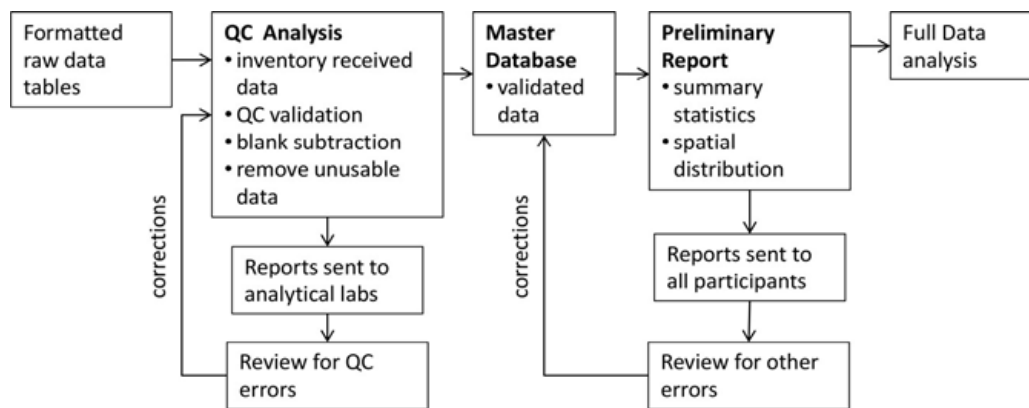 Formatted
raw data
tables
QC Analysis
• inventory received
data
• QC validation
• blank subtraction
• remove unusable
data
Master
Database
• validated
data
Preliminary
Report
• summary
statistics
• spatial
distribution
Full Data
analysis
corrections
Reports sent to
analytical labs
Review for QC
errors
corrections
Reports sent to
all participants
Review for other
errors